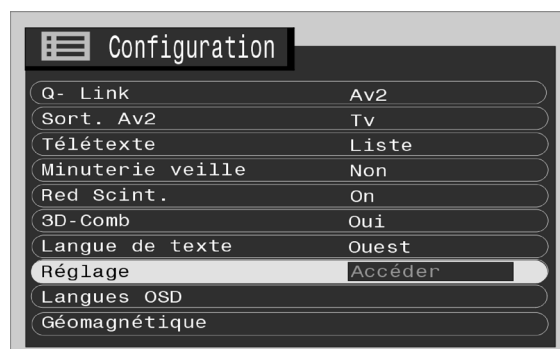 Configuration
Q- Link Av2
Sort. Av2 Tv
Télétexte Liste
Minuterie veille Non
Red Scint. On
3D-Comb Oui
Langue de texte Ouest
Réglage Accéder
Langues OSD
Géomagnétique